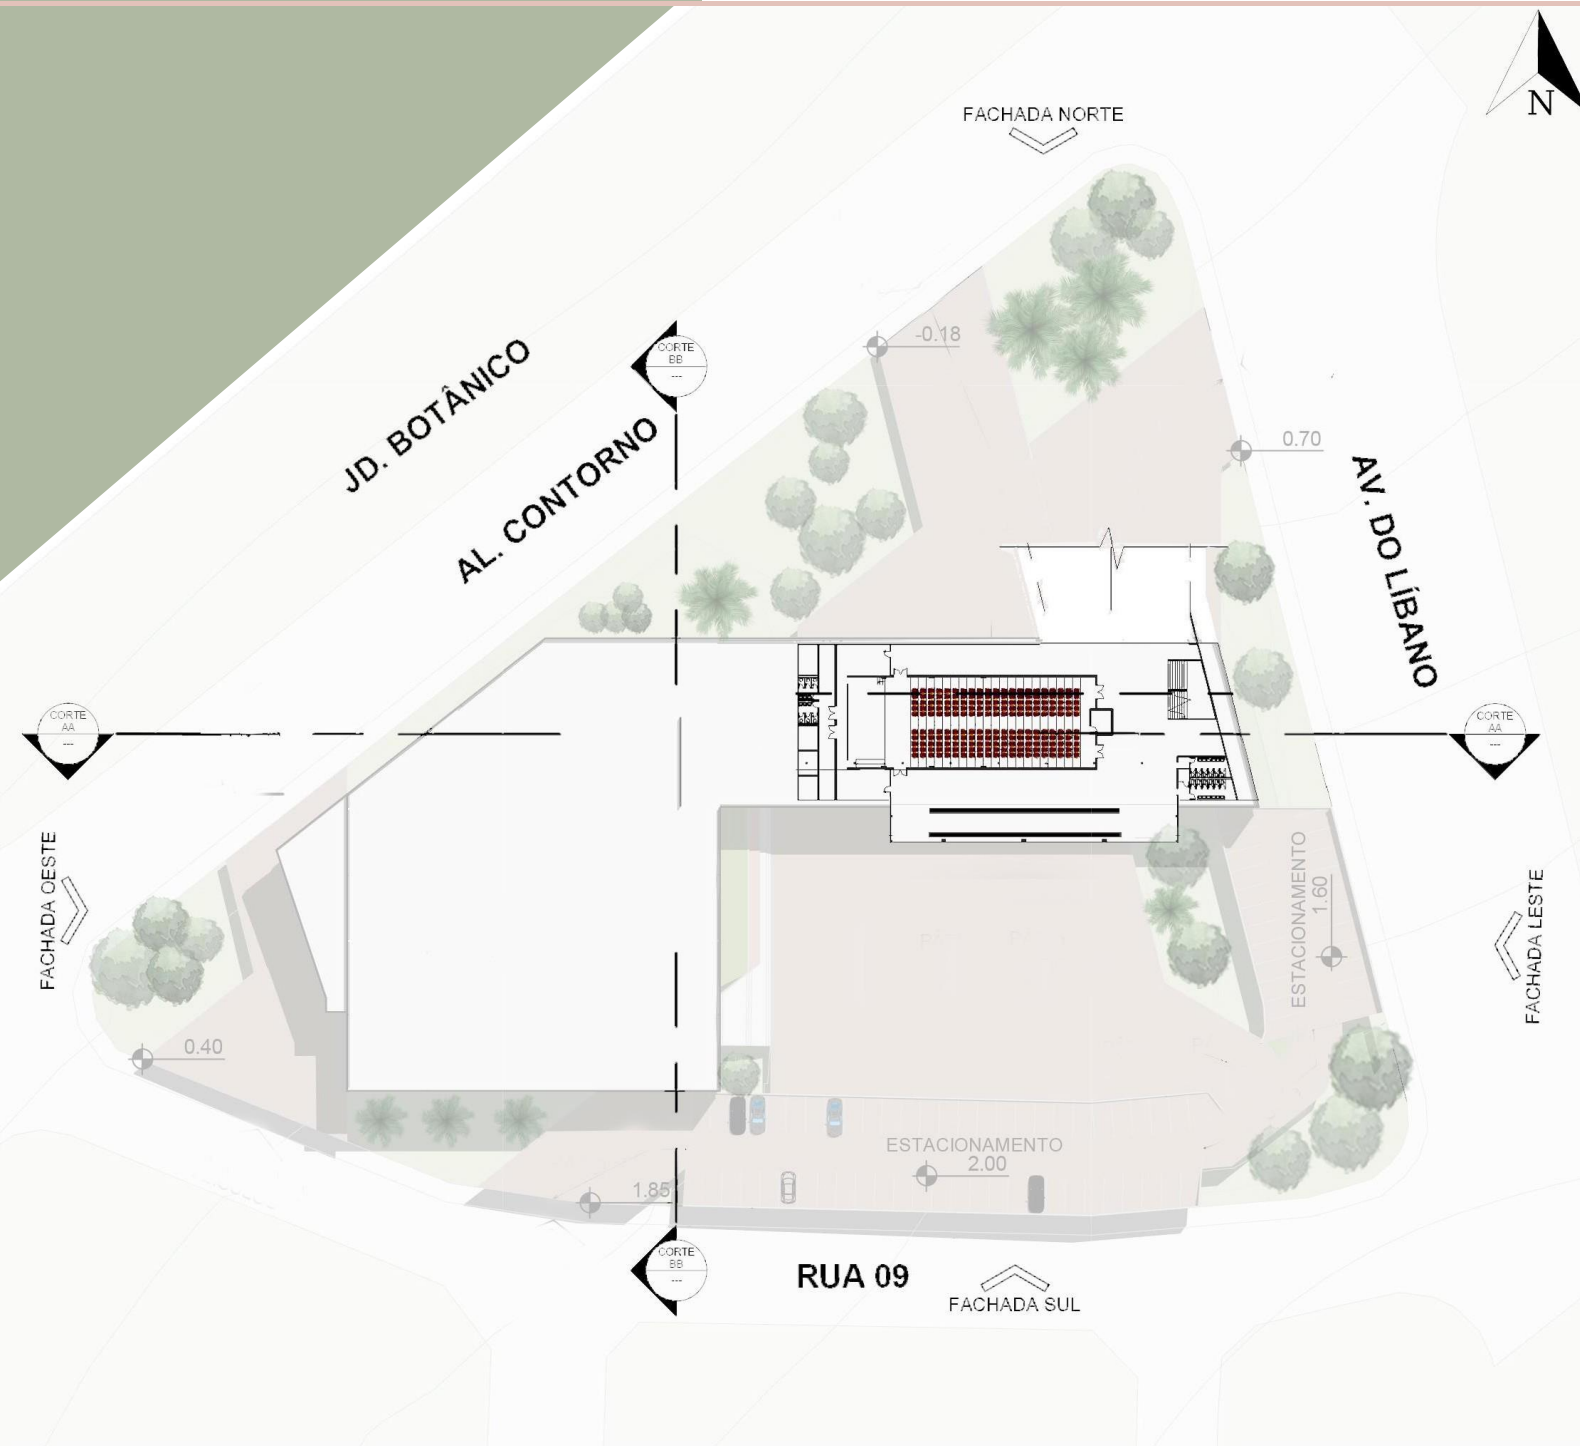 N
FACHADA NORTE
-0.18
CORTE
BB
---
JD. BOTÂNICO
AL. CONTORNO
0.70
AV. DO LÍBANO
CORTE
AA
---
CORTE
AA
---
FACHADA OESTE
ESTACIONAMENTO
1.60
FACHADA LESTE
0.40
ESTACIONAMENTO
2.00
1.85
CORTE
BB
---
RUA 09
FACHADA SUL